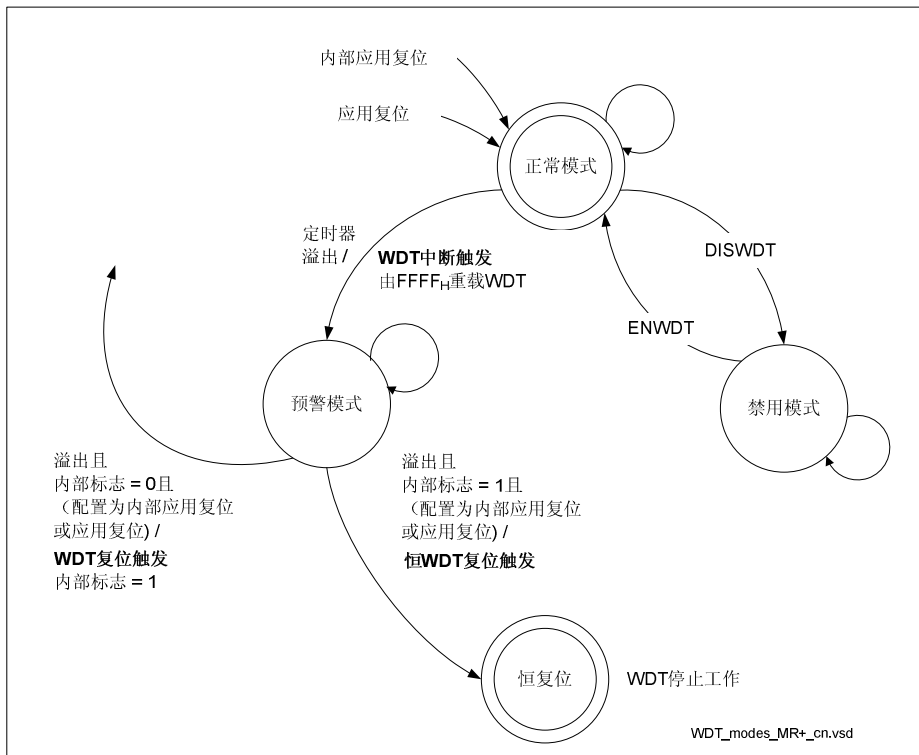 内部应用复位
应用复位
正常模式
定时器
溢出 /
WDT中断触发
由FFFFH重载WDT
DISWDT
ENWDT
预警模式
禁用模式
溢出且
内部标志 = 0且
（配置为内部应用复位
或应用复位) /
WDT复位触发
内部标志 = 1
溢出且
内部标志 = 1且
（配置为内部应用复位
或应用复位) /
恒WDT复位触发
恒复位
WDT停止工作
WDT_modes_MR+_cn.vsd